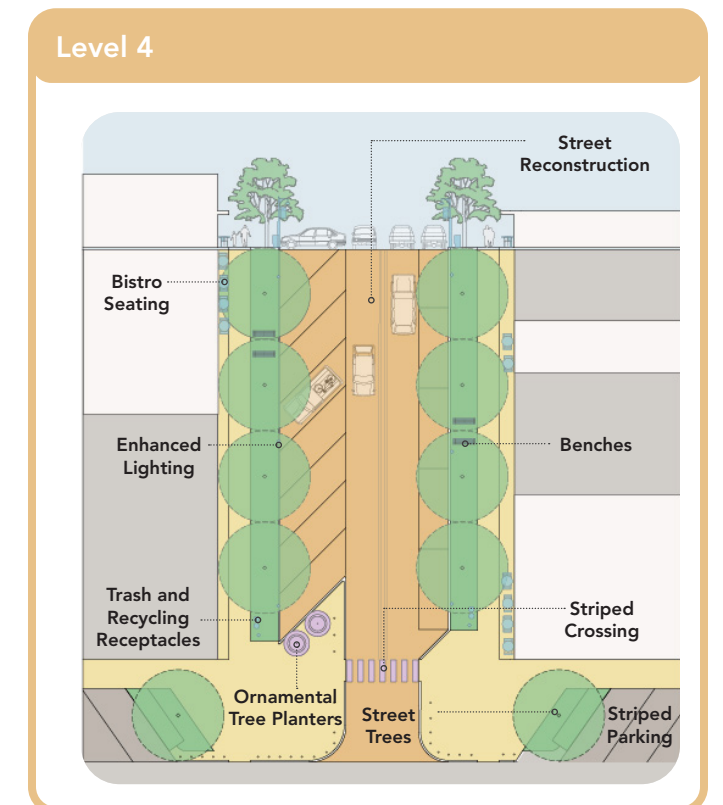 Level 4
Street
Reconstruction
Bistro
Seating
Enhanced
Lighting
Benches
Trash and
Recycling
Receptacles
Striped
Crossing
Ornamental
Tree Planters
Street
Trees
Striped
Parking